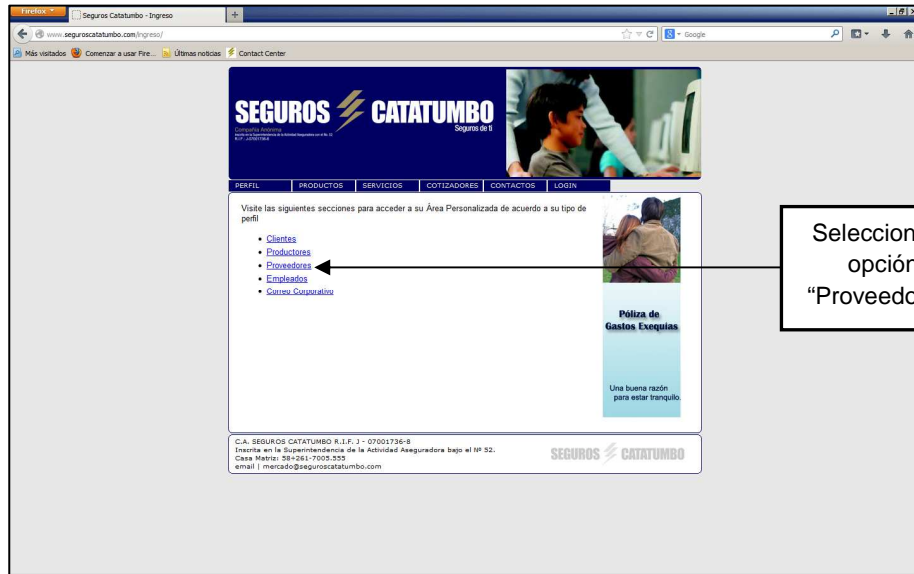 Firefox
Seguros Catatumbo - Ingreso
www.seguroscatatumbo.com/ingreso/
Google
Más visitados
Comenzar a usar Fire...
Últimas noticias
Contact Center
SEGUROS CATATUMBO
Seguros de ti
Compañía Anónima
PERFIL PRODUCTOS SERVICIOS COTIZADORES CONTACTOS LOGIN
Visite las siguientes secciones para acceder a su Área Personalizada de acuerdo a su tipo de
perfil
• Clientes
• Productores
• Proveedores
• Empleados
• Correo Corporativo
Seleccion
opción
“Proveedo
Póliza de
Gastos Exequias
Una buena razón
para estar tranquilo.
C.A. SEGUROS CATATUMBO R.I.F. J - 07001736-8
Inscrita en la Superintendencia de la Actividad Aseguradora bajo el Nº 52.
Casa Matriz: 58+261-7005.555
email | mercado@seguroscatatumbo.com
SEGUROS CATATUMBO